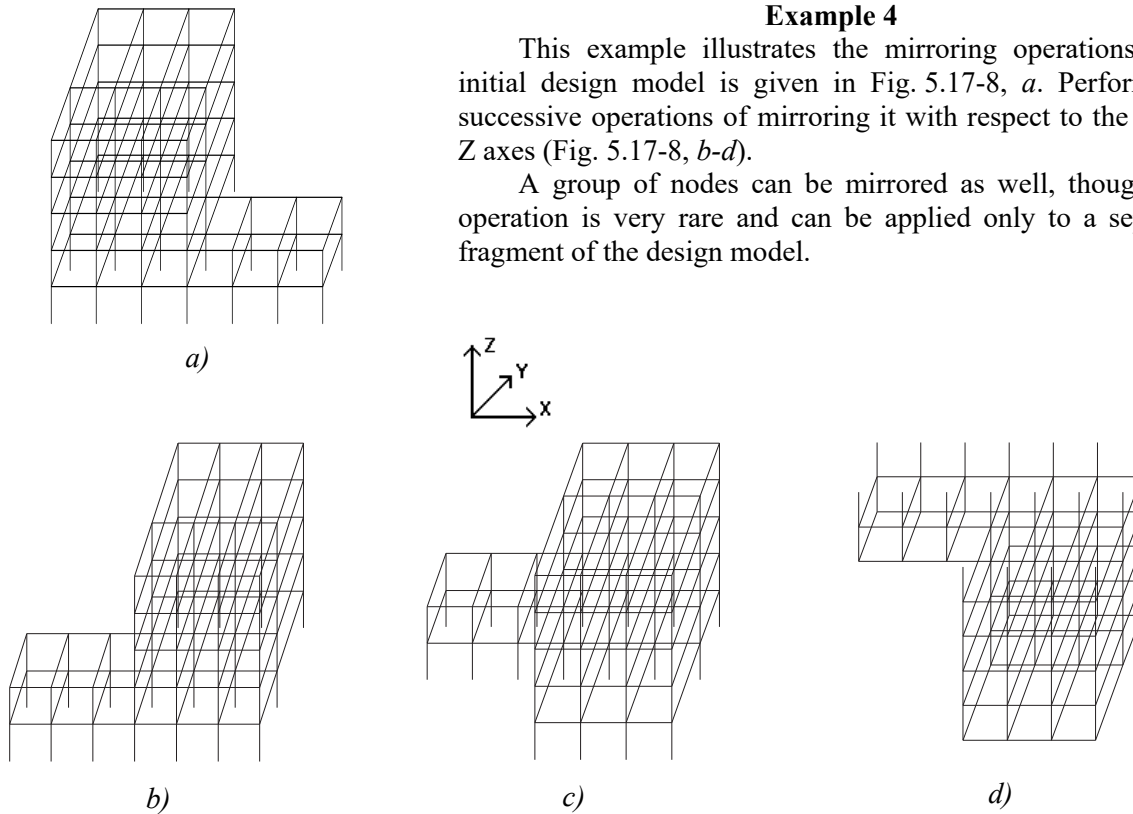 Example 4
This example illustrates the mirroring operations
initial design model is given in Fig. 5.17-8, a. Perform
successive operations of mirroring it with respect to the
Z axes (Fig. 5.17-8, b-d).
A group of nodes can be mirrored as well, though
operation is very rare and can be applied only to a se
fragment of the design model.
a)
Z
Y
X
b)
c)
d)